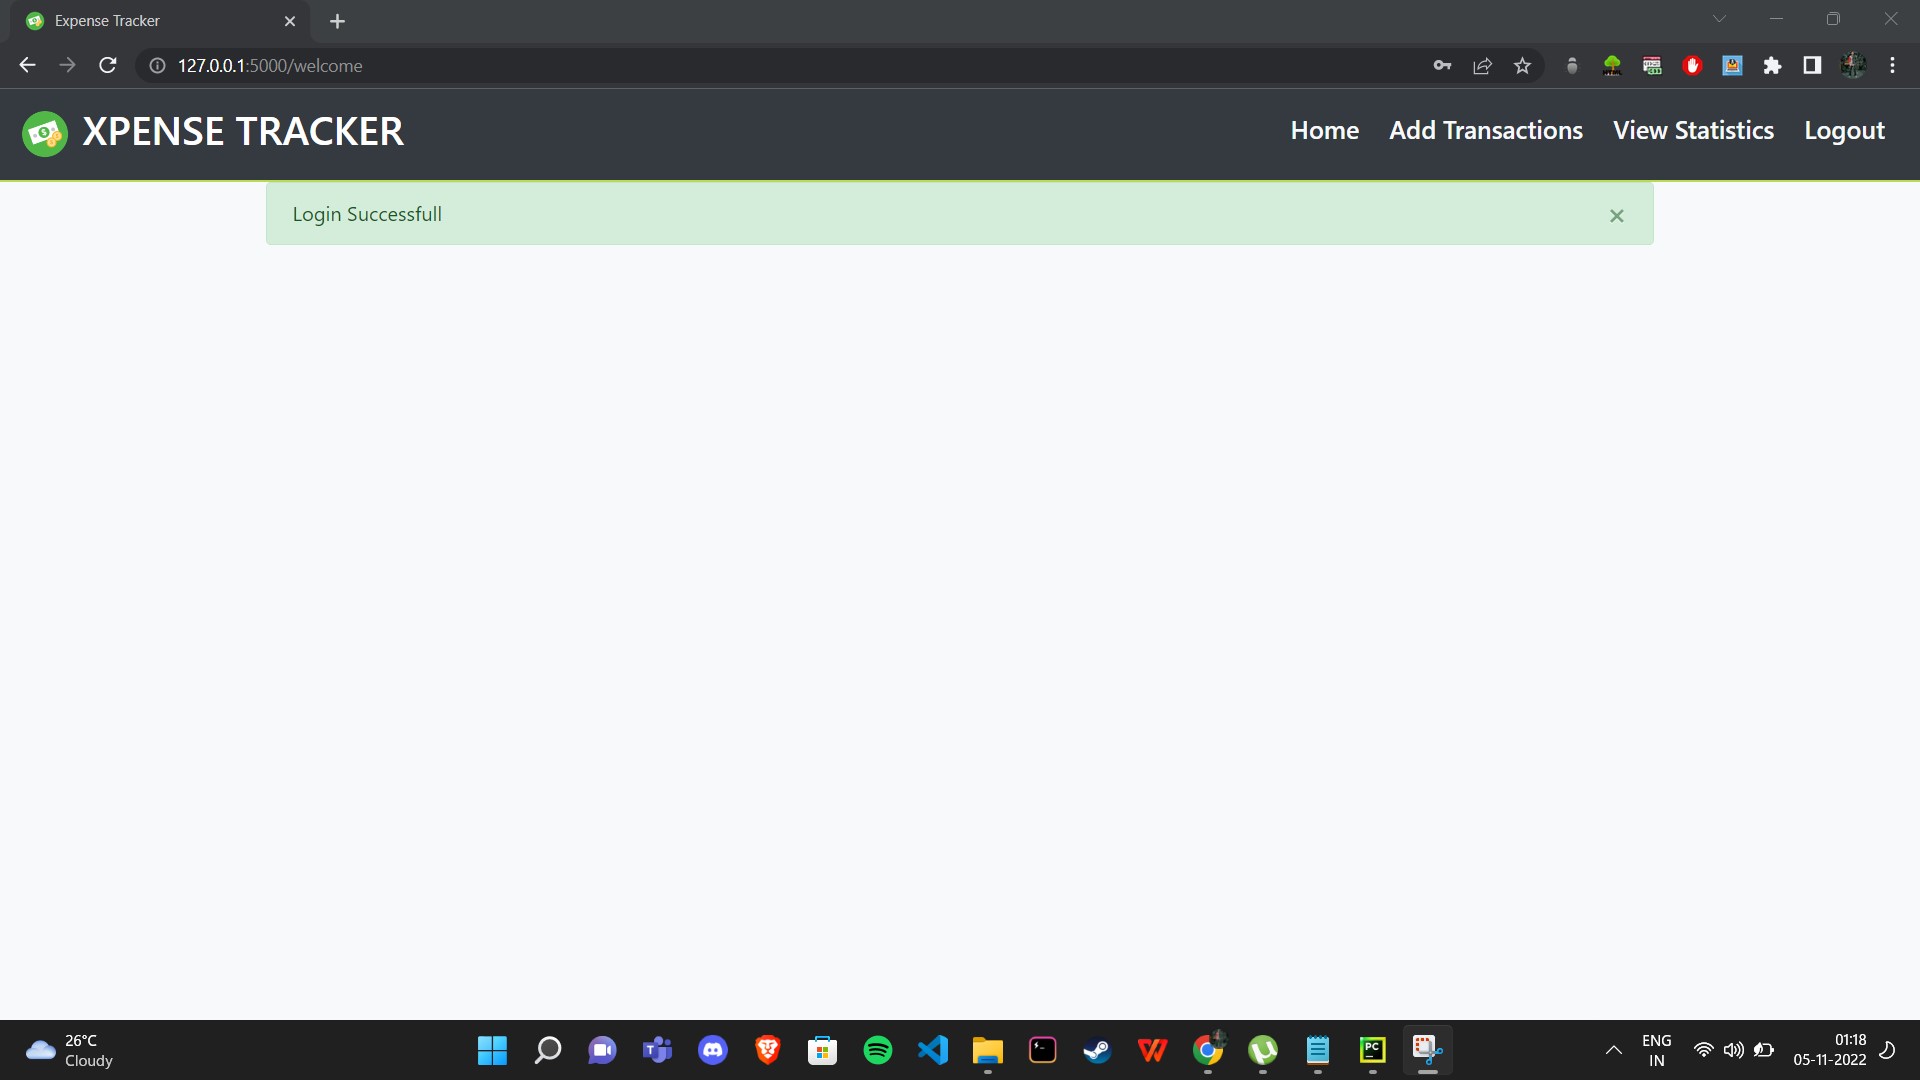 Expense Tracker
127.0.0.1:5000/welcome
XPENSE TRACKER
Home Add Transactions View Statistics Logout
Login Successfull
26°C
Cloudy
ENG
IN
01:18
05-11-2022